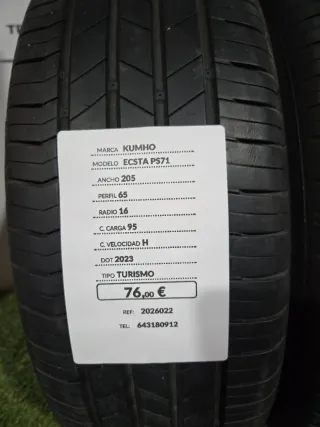 MARCA KUMHO
MODELO ECSTA PS71
ANCHO 205
PERFIL 65
RADIO 16
C. CARGA 95
C. VELOCIDAD H
DOT 2023
TIPO TURISMO
76,00 €
REF: 2026022
TEL: 643180912